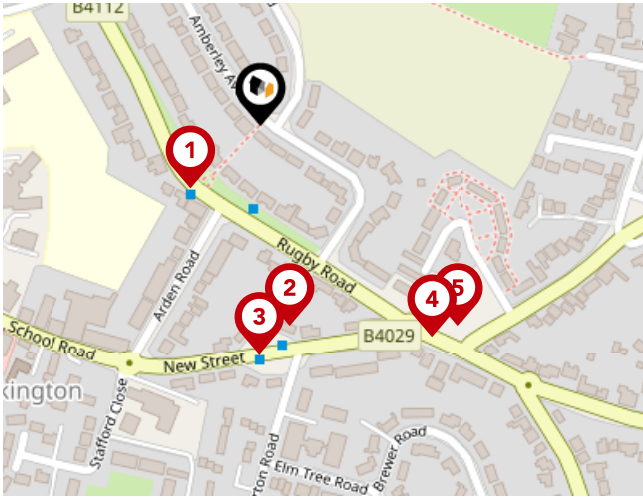 B4112
Amberley Av
1
Rugby Road
Arden Road
2
3
4
5
B4029
School Road
New Street
kington
Stafford Close
rton Road
Elm Tree Road
Brewer Road